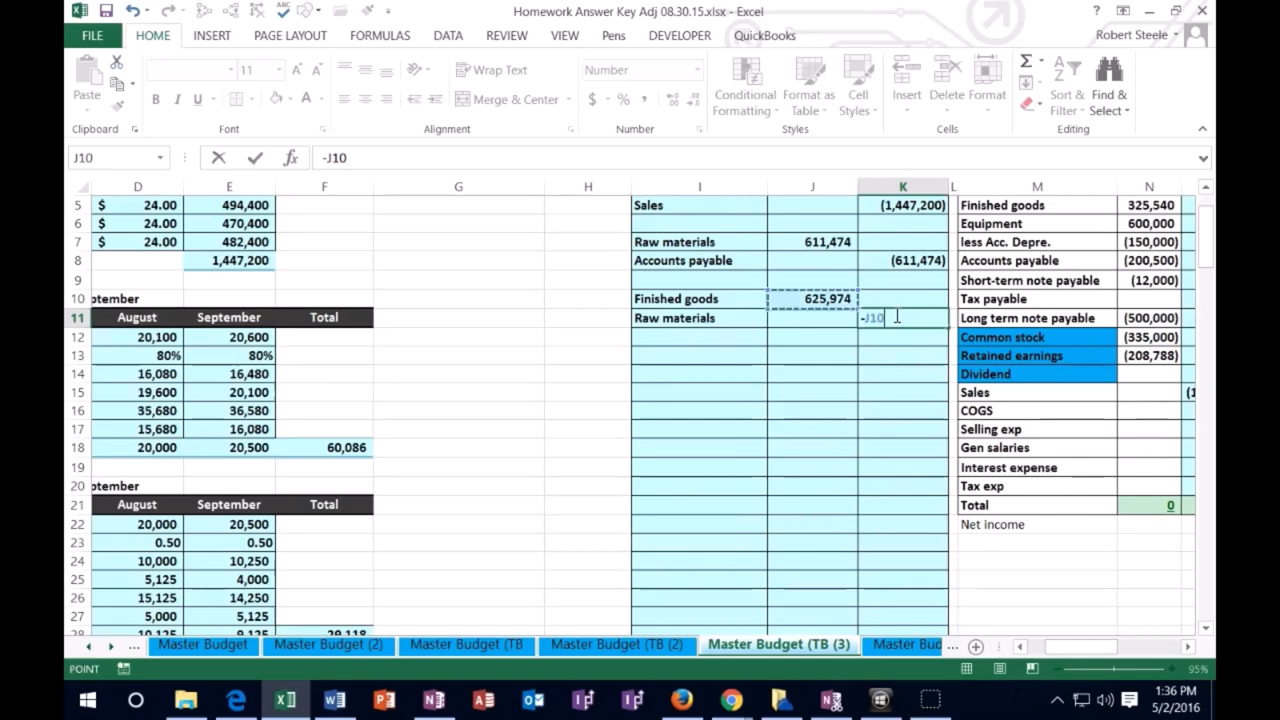 Homework Answer Key Adj 08.30.15.xlsx - Excel
FILE HOME INSERT PAGE LAYOUT FORMULAS DATA REVIEW VIEW Pens DEVELOPER QuickBooks Robert Steele
Paste 11 Wrap Text Merge & Center Number $ % Conditional Formatting Format as Table Cell Styles Insert Delete Format Sort & Filter Find & Select
Clipboard Font Alignment Number Styles Cells Editing
J10 -J10
D E F G H I J K L M N
5 $ 24.00 494,400 Sales (1,447,200) Finished goods 325,540
6 $ 24.00 470,400 Equipment 600,000
7 $ 24.00 482,400 Raw materials 611,474 less Acc. Depre. (150,000)
8 1,447,200 Accounts payable (611,474) Accounts payable (200,500)
9 Short-term note payable (12,000)
10 ptember Finished goods 625,974 Tax payable
11 August September Total Raw materials -J10 Long term note payable (500,000)
12 20,100 20,600 Common stock (335,000)
13 80% 80% Retained earnings (208,788)
14 16,080 16,480 Dividend
15 19,600 20,100 Sales (1
16 35,680 36,580 COGS
17 15,680 16,080 Selling exp
18 20,000 20,500 60,086 Gen salaries
19 Interest expense
20 ptember Tax exp
21 August September Total Total 0
22 20,000 20,500 Net income
23 0.50 0.50
24 10,000 10,250
25 5,125 4,000
26 15,125 14,250
27 5,000 5,125
28 10,125 9,125 29,118
Master Budget Master Budget (2) Master Budget (TB Master Budget (TB (2) Master Budget (TB (3) Master Bud
POINT 95%
1:36 PM
5/2/2016